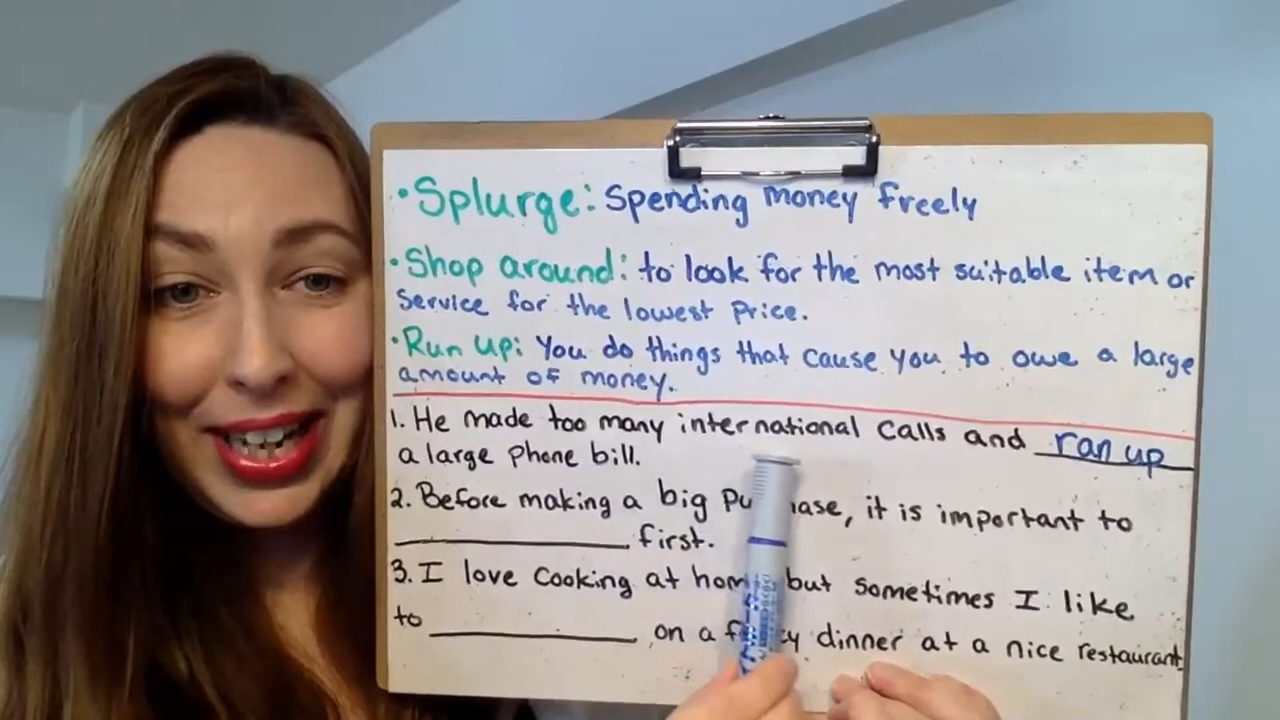 • Splurge: Spending money freely
• Shop around: to look for the most suitable item or
Service for the lowest price.
• Run up: You do things that cause you to owe a large
amount of money.
1. He made too many international calls and ran up
a large phone bill.
2. Before making a big it is important to
____________ first.
3. I love cooking at but sometimes I like
to ____________ on a dinner at a nice restaurant